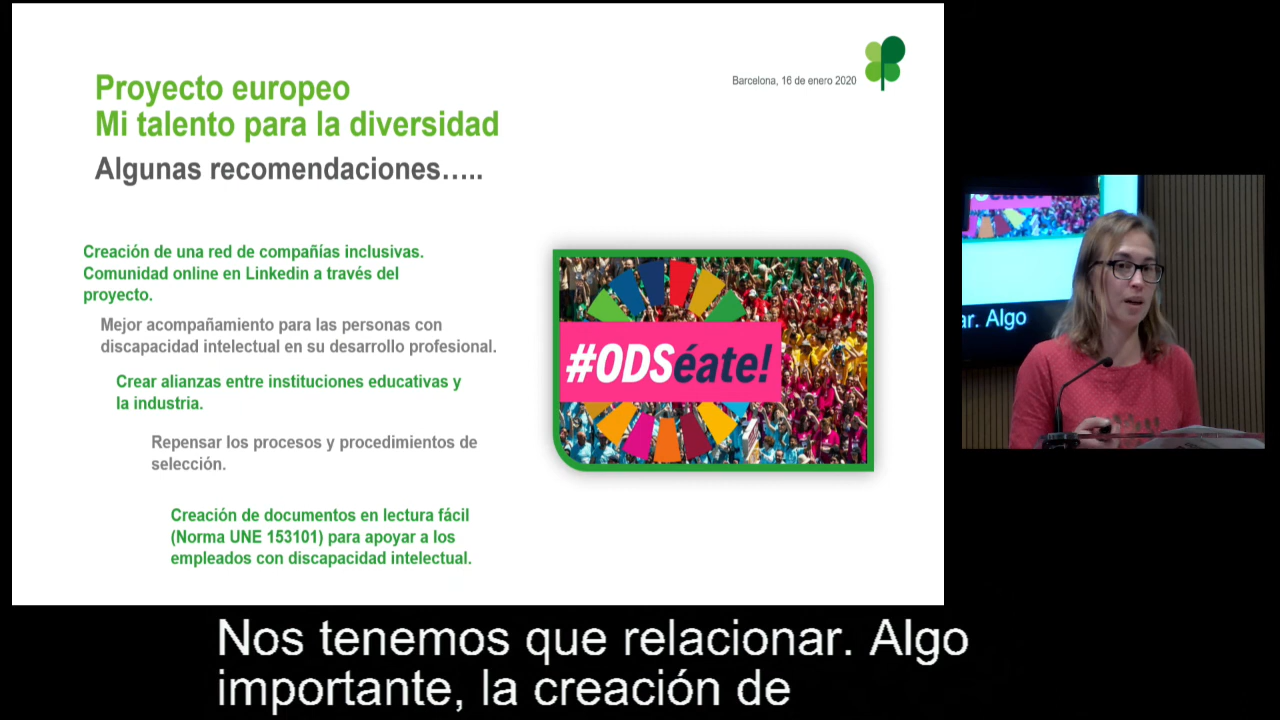 Barcelona, 16 de enero 2020
Proyecto europeo
Mi talento para la diversidad
Algunas recomendaciones…..
Creación de una red de compañías inclusivas.
Comunidad online en Linkedin a través del
proyecto.
Mejor acompañamiento para las personas con
discapacidad intelectual en su desarrollo profesional.
Crear alianzas entre instituciones educativas y
la industria.
Repensar los procesos y procedimientos de
selección.
Creación de documentos en lectura fácil
(Norma UNE 153101) para apoyar a los
empleados con discapacidad intelectual.
#ODSéate!
ar. Algo
Nos tenemos que relacionar. Algo
importante, la creación de